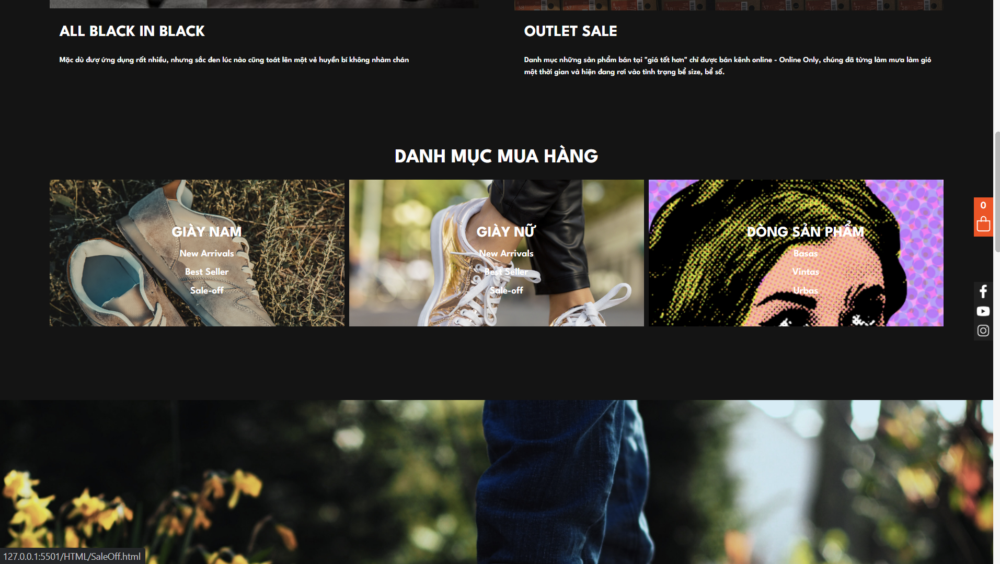 ALL BLACK IN BLACK
Mặc dù đượ ứng dụng rất nhiều, nhưng sắc đen lúc nào cũng toát lên một vẻ huyền bí không nhàm chán
OUTLET SALE
Danh mục những sản phẩm bán tại "giá tốt hơn" chỉ được bán kênh online - Online Only, chúng đã từng làm mưa làm gió
một thời gian và hiện đang rơi vào tình trạng bể size, bể số.
DANH MỤC MUA HÀNG
GIÀY NAM
New Arrivals
Best Seller
Sale-off
GIÀY NỮ
New Arrivals
Best Seller
Sale-off
DÒNG SẢN PHẨM
Basas
Vintas
Urbas
0
127.0.0.1:5501/HTML/SaleOff.html